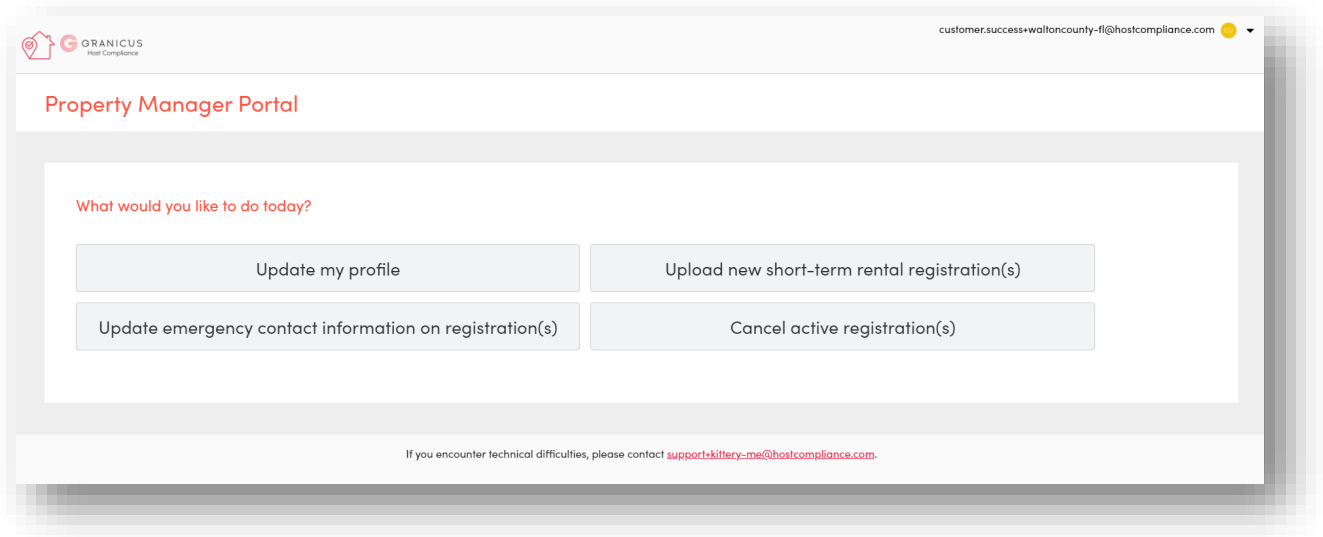 GRANICUS
Host Compliance
customer.success+waltoncounty-fl@hostcompliance.com
Property Manager Portal
What would you like to do today?
Update my profile
Upload new short-term rental registration(s)
Update emergency contact information on registration(s)
Cancel active registration(s)
If you encounter technical difficulties, please contact support+kittery-me@hostcompliance.com.